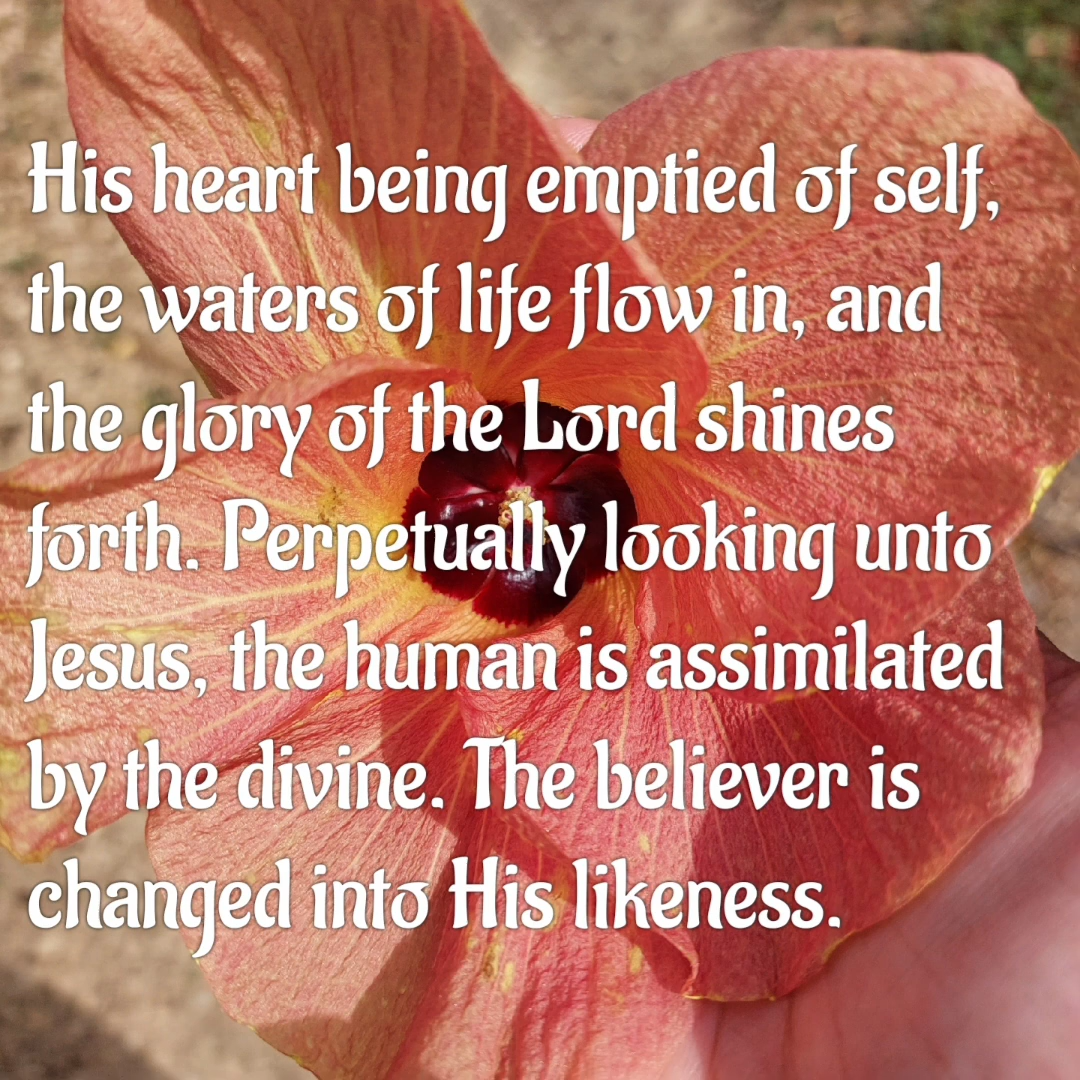 His heart being emptied of self,
the waters of life flow in, and
the glory of the Lord shines
forth. Perpetually looking unto
Jesus, the human is assimilated
by the divine. The believer is
changed into His likeness.